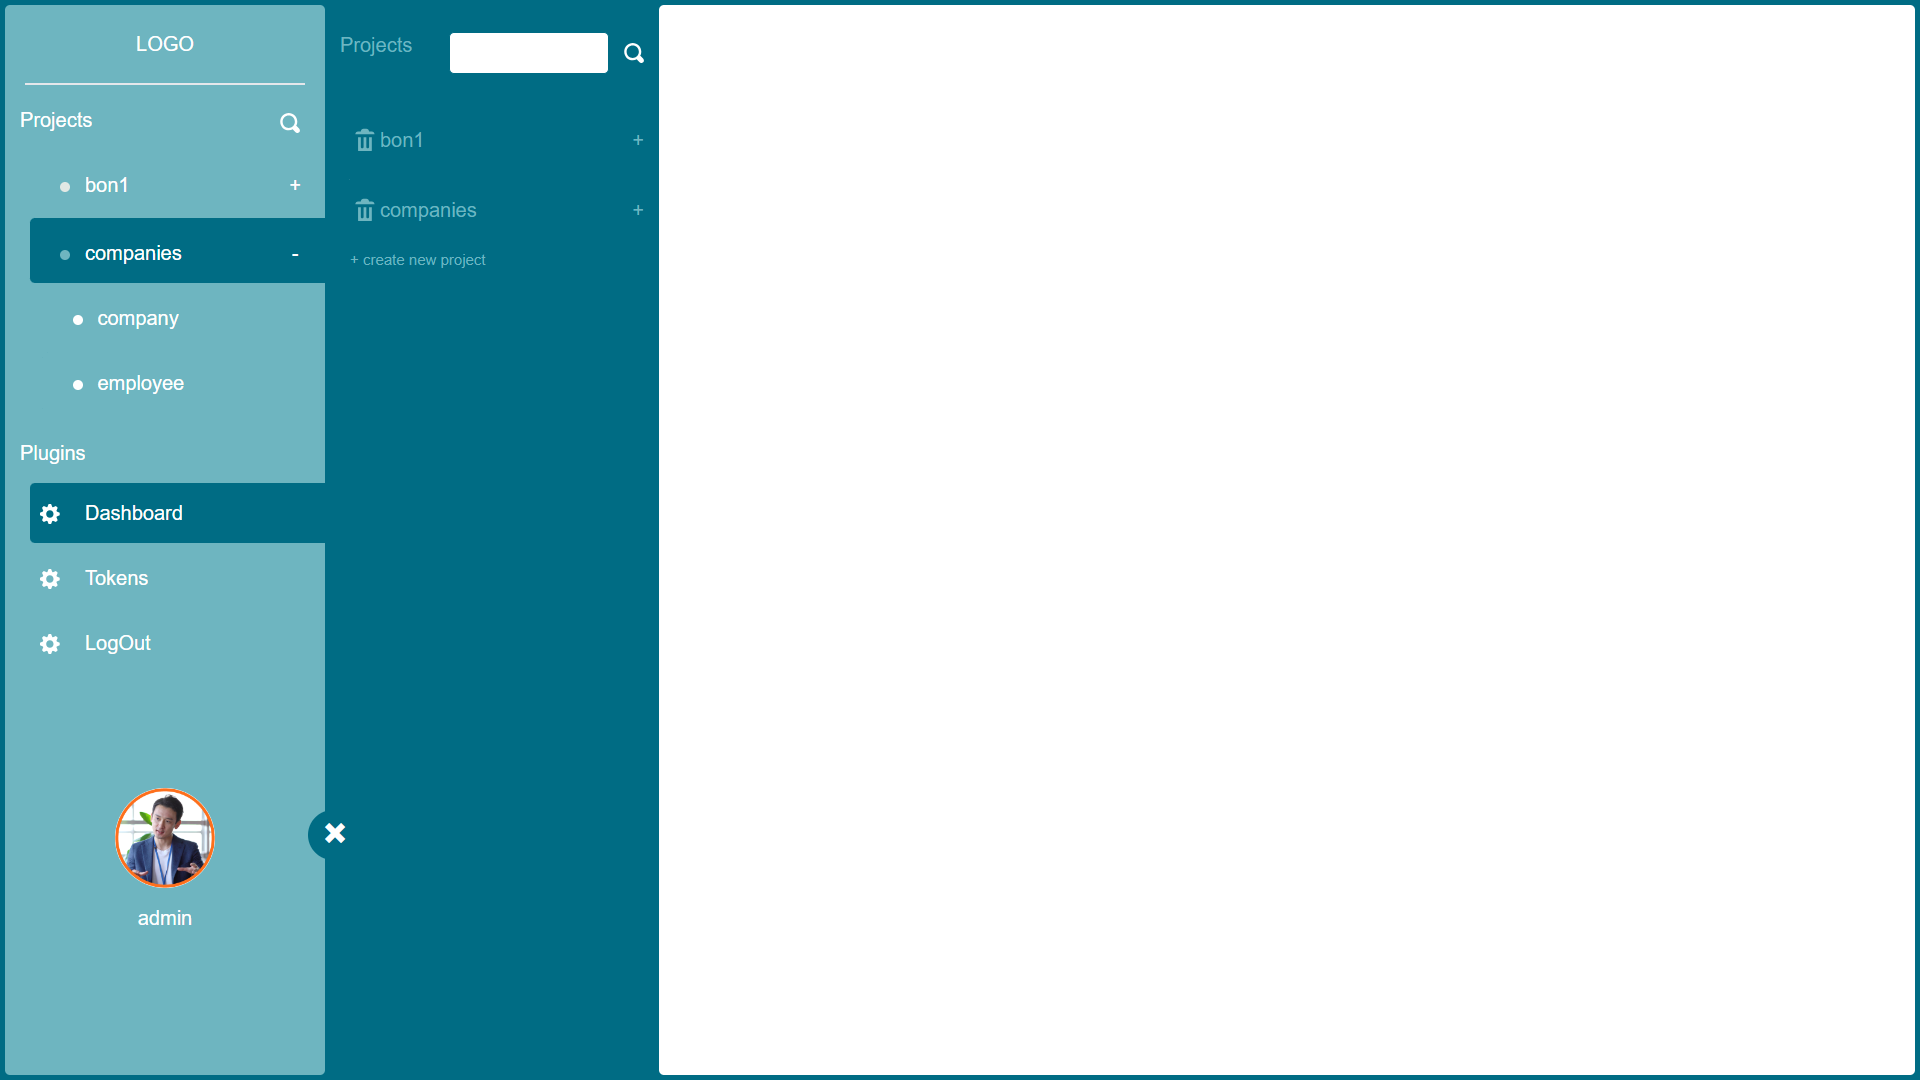 LOGO
Projects
bon1 +
companies -
company
employee
Plugins
Dashboard
Tokens
LogOut
admin
Projects
bon1 +
companies +
+ create new project